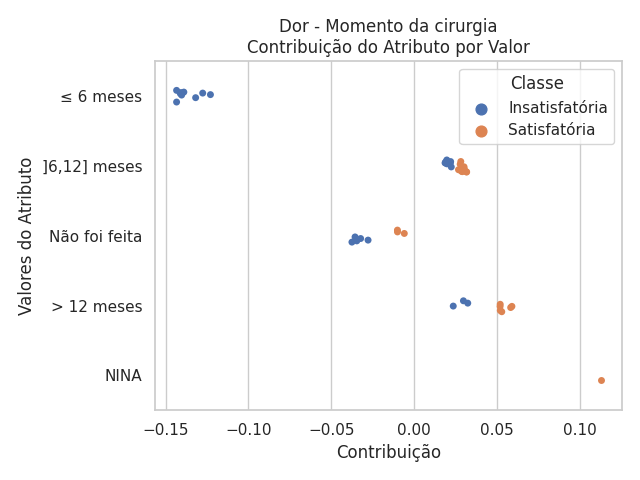 Dor - Momento da cirurgia
Contribuição do Atributo por Valor
Classe
Insatisfatória
Satisfatória
Valores do Atributo
≤ 6 meses
]6,12] meses
Não foi feita
> 12 meses
NINA
−0.15 −0.10 −0.05 0.00 0.05 0.10
Contribuição